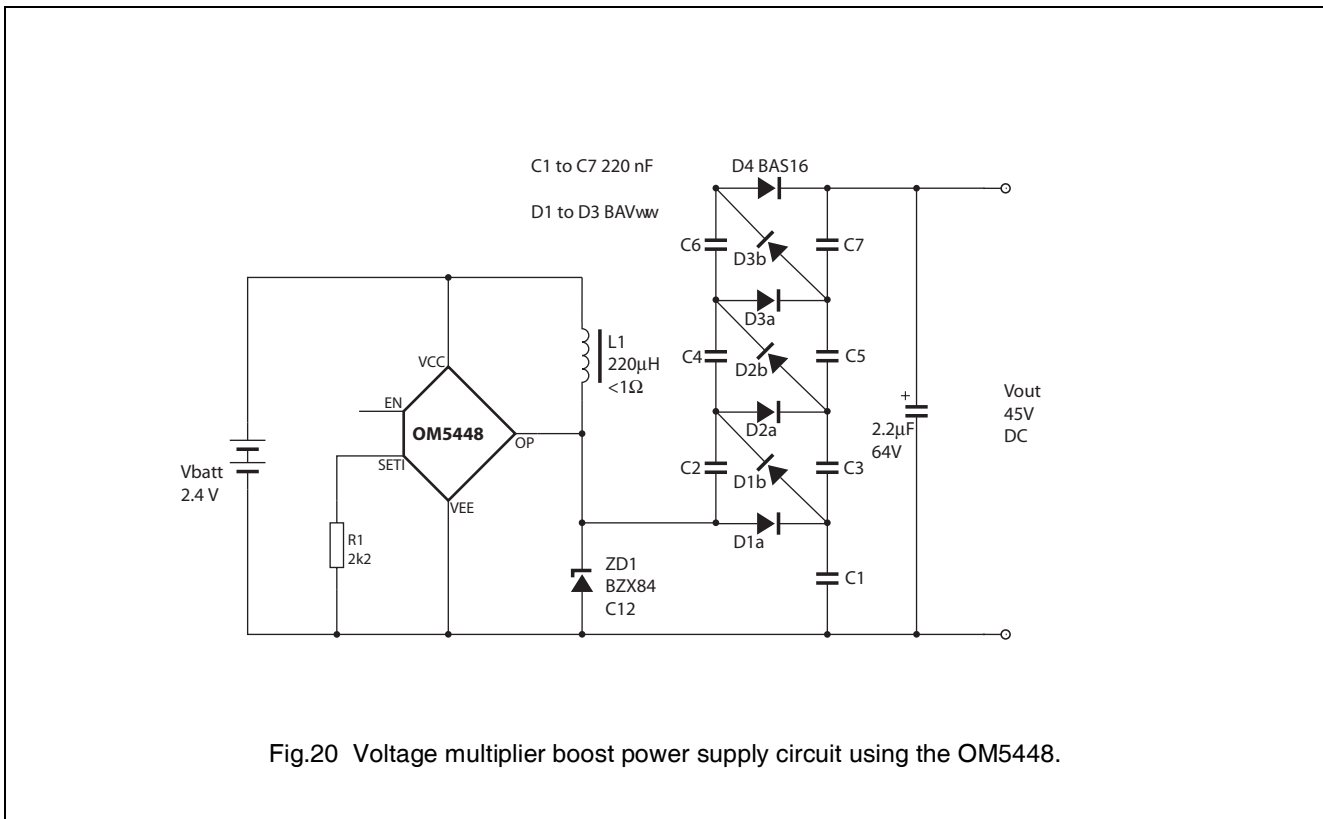 C1 to C7 220 nF
D4 BAS16
D1 to D3 BAVww
C6
D3b
C7
D3a
L1
220μH
<1Ω
C4
D2b
C5
VCC
EN
OM5448
OP
SETI
VEE
D2a
2.2μF
64V
+
Vout
45V
DC
Vbatt
2.4 V
C2
D1b
C3
D1a
R1
2k2
ZD1
BZX84
C12
C1
Fig.20 Voltage multiplier boost power supply circuit using the OM5448.